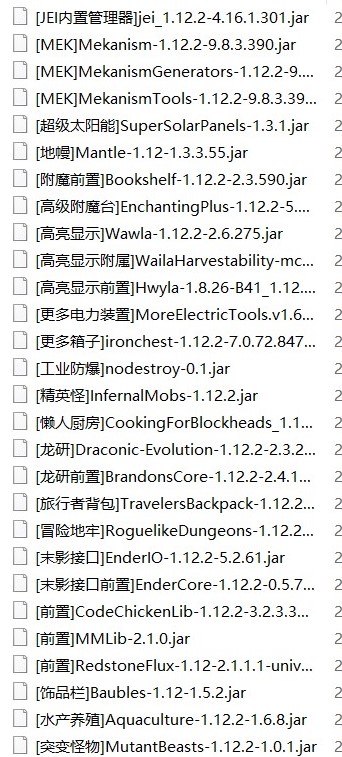 [JEI内置管理器]jei_1.12.2-4.16.1.301.jar 2
[MEK]Mekanism-1.12.2-9.8.3.390.jar 2
[MEK]MekanismGenerators-1.12.2-9.... 2
[MEK]MekanismTools-1.12.2-9.8.3.39... 2
[超级太阳能]SuperSolarPanels-1.3.1.jar 2
[地幔]Mantle-1.12-1.3.3.55.jar 2
[附魔前置]Bookshelf-1.12.2-2.3.590.jar 2
[高级附魔台]EnchantingPlus-1.12.2-5.... 2
[高亮显示]Wawla-1.12.2-2.6.275.jar 2
[高亮显示附属]WailaHarvestability-mc... 2
[高亮显示前置]Hwyla-1.8.26-B41_1.12.... 2
[更多电力装置]MoreElectricTools.v1.6... 2
[更多箱子]ironchest-1.12.2-7.0.72.847... 2
[工业防爆]nodestroy-0.1.jar 2
[精英怪]InfernalMobs-1.12.2.jar 2
[懒人厨房]CookingForBlockheads_1.1... 2
[龙研]Draconic-Evolution-1.12.2-2.3.2... 2
[龙研前置]BrandonsCore-1.12.2-2.4.1... 2
[旅行者背包]TravelersBackpack-1.12.2... 2
[冒险地牢]RoguelikeDungeons-1.12.2... 2
[末影接口]EnderIO-1.12.2-5.2.61.jar 2
[末影接口前置]EnderCore-1.12.2-0.5.7... 2
[前置]CodeChickenLib-1.12.2-3.2.3.3... 2
[前置]MMLib-2.1.0.jar 2
[前置]RedstoneFlux-1.12-2.1.1.1-univ... 2
[饰品栏]Baubles-1.12-1.5.2.jar 2
[水产养殖]Aquaculture-1.12.2-1.6.8.jar 2
[突变怪物]MutantBeasts-1.12.2-1.0.1.jar 2